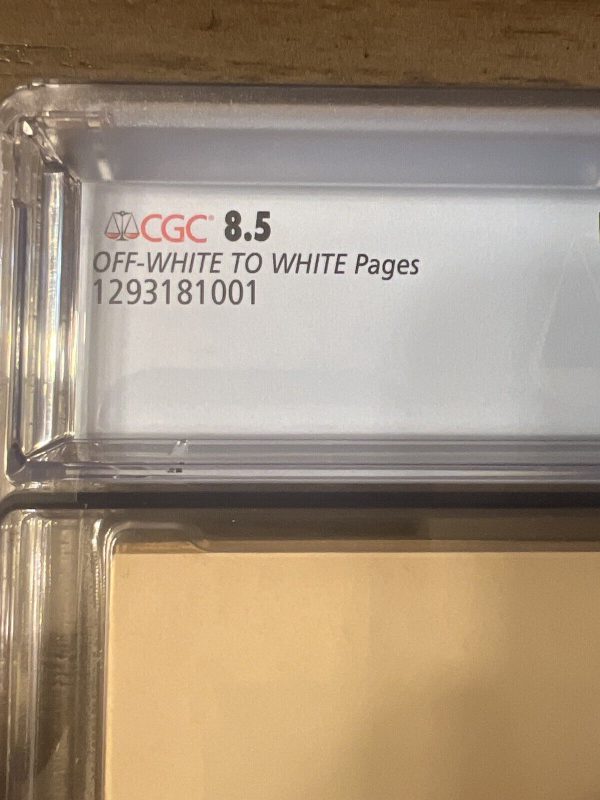 CGC® 8.5
OFF-WHITE TO WHITE Pages
1293181001